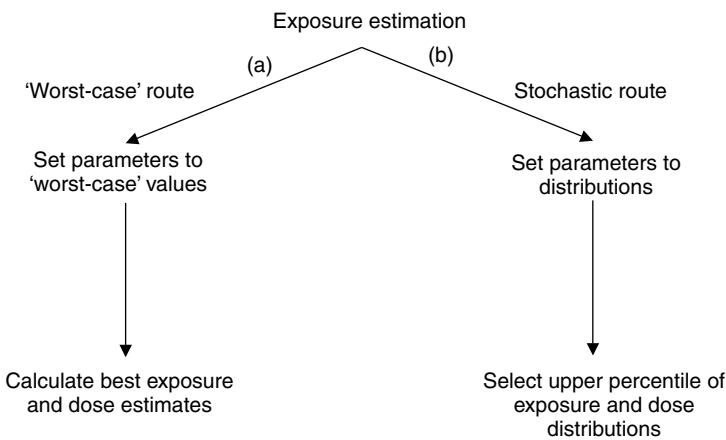 Exposure estimation
(a)
(b)
‘Worst-case’ route
Stochastic route
Set parameters to
‘worst-case’ values
Set parameters to
distributions
Calculate best exposure
and dose estimates
Select upper percentile of
exposure and dose
distributions